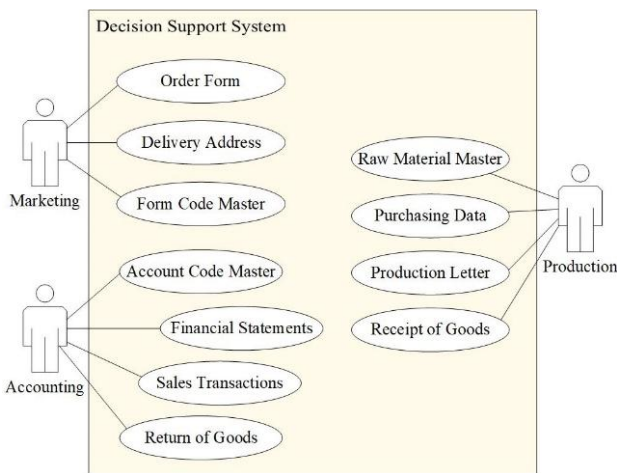 Decision Support System
Order Form
Delivery Address
Form Code Master
Marketing
Account Code Master
Financial Statements
Sales Transactions
Return of Goods
Accounting
Raw Material Master
Purchasing Data
Production Letter
Receipt of Goods
Production